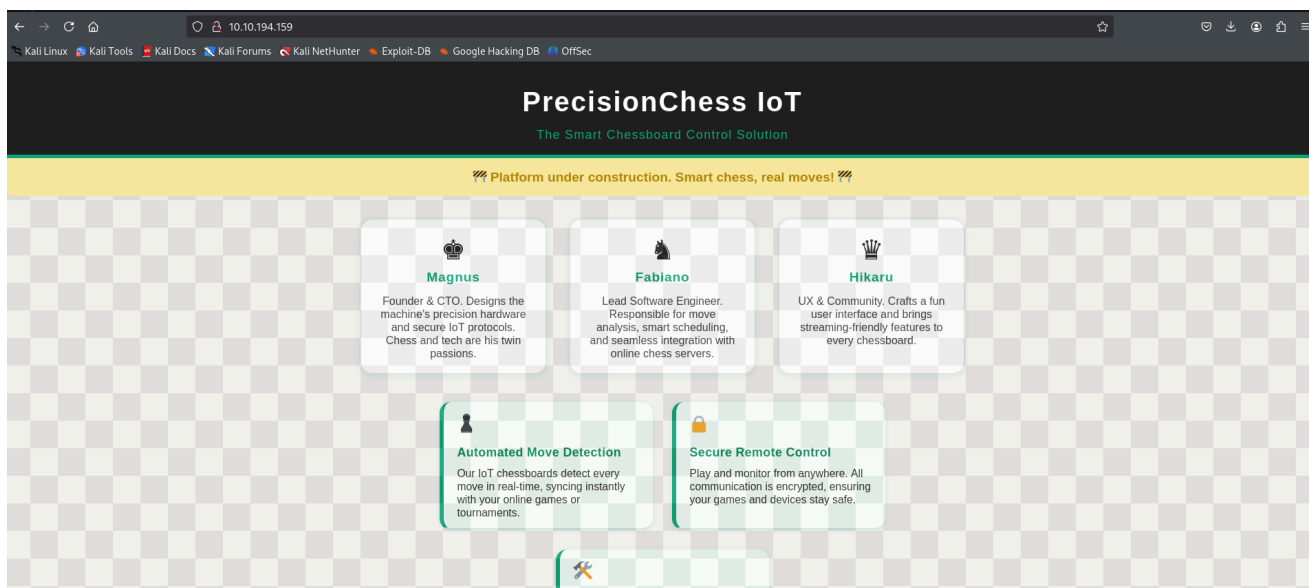 10.10.194.159
Kali Linux Kali Tools Kali Docs Kali Forums Kali NetHunter Exploit-DB Google Hacking DB OffSec
PrecisionChess IoT
The Smart Chessboard Control Solution
🚧 Platform under construction. Smart chess, real moves! 🚧
Magnus
Founder & CTO. Designs the
machine's precision hardware
and secure IoT protocols.
Chess and tech are his twin
passions.
Fabiano
Lead Software Engineer.
Responsible for move
analysis, smart scheduling,
and seamless integration with
online chess servers.
Hikaru
UX & Community. Crafts a fun
user interface and brings
streaming-friendly features to
every chessboard.
Automated Move Detection
Our IoT chessboards detect every
move in real-time, syncing instantly
with your online games or
tournaments.
Secure Remote Control
Play and monitor from anywhere. All
communication is encrypted, ensuring
your games and devices stay safe.